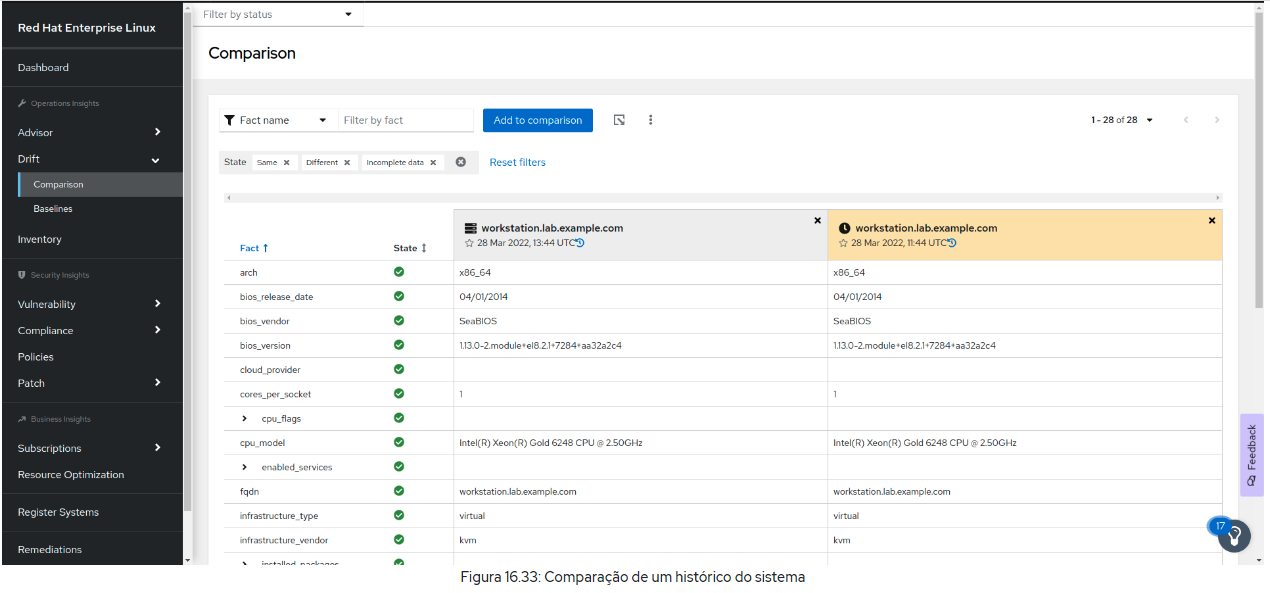 Red Hat Enterprise Linux
Dashboard
Operations Insights
Advisor
Drift
Comparison
Baselines
Inventory
Security Insights
Vulnerability
Compliance
Policies
Patch
Business Insights
Subscriptions
Resource Optimization
Register Systems
Remediations
Filter by status
Comparison
Fact name Filter by fact Add to comparison 1 - 28 of 28
State Same Different Incomplete data Reset filters
workstation.lab.example.com workstation.lab.example.com
28 Mar 2022, 13:44 UTC 28 Mar 2022, 11:44 UTC
Fact State
arch x86_64 x86_64
bios_release_date 04/01/2014 04/01/2014
bios_vendor SeaBIOS SeaBIOS
bios_version 1.13.0-2.module+el8.2.1+7284+aa32a2c4 1.13.0-2.module+el8.2.1+7284+aa32a2c4
cloud_provider
cores_per_socket 1 1
cpu_flags
cpu_model Intel(R) Xeon(R) Gold 6248 CPU @ 2.50GHz Intel(R) Xeon(R) Gold 6248 CPU @ 2.50GHz
enabled_services
fqdn workstation.lab.example.com workstation.lab.example.com
infrastructure_type virtual virtual
infrastructure_vendor kvm kvm
installed_packages
Feedback
17
Figura 16.33: Comparação de um histórico do sistema